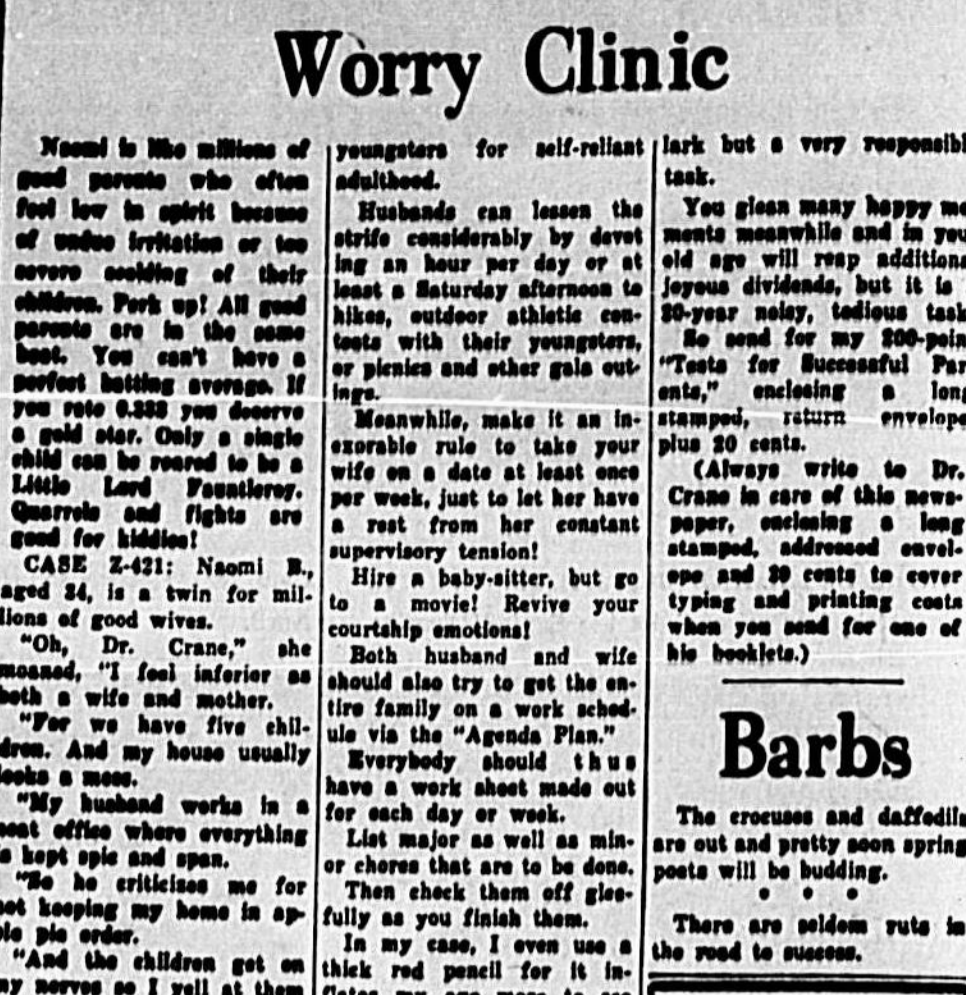 Worry Clinic
Naomi is like millions of
good parents who often
feel low in spirit because
of undue irritation or too
severe scolding of their
children. Perk up! All good
parents are in the same
boat. You can't have a
perfect batting average. If
you rate 0.333 you deserve
a gold star. Only a single
child can be reared to be a
Little Lord Fauntleroy.
Quarrels and fights are
good for kiddies!
CASE Z-421: Naomi B.,
aged 34, is a twin for mil-
lions of good wives.
"Oh, Dr. Crane," she
moaned, "I feel inferior as
both a wife and mother.
"For we have five chil-
dren. And my house usually
looks a mess.
"My husband works in a
neat office where everything
is kept spic and span.
"So he criticises me for
not keeping my home in ap-
ple pie order.
"And the children get on
my nerves so I yell at them
youngsters for self-reliant
adulthood.
Husbands can lessen the
strife considerably by devot
ing an hour per day or at
least a Saturday afternoon to
hikes, outdoor athletic con-
tests with their youngsters,
or picnics and other gala out-
ings.
Meanwhile, make it an in-
exorable rule to take your
wife on a date at least once
per week, just to let her have
a rest from her constant
supervisory tension!
Hire a baby-sitter, but go
to a movie! Revive your
courtship emotions!
Both husband and wife
should also try to get the en-
tire family on a work sched-
ule via the "Agenda Plan."
Everybody should thus
have a work sheet made out
for each day or week.
List major as well as min-
or chores that are to be done.
Then check them off glee-
fully as you finish them.
In my case, I even use a
thick red pencil for it in-
lark but a very responsibl
task.
You glean many happy mo
ments meanwhile and in you
old age will reap additiona
joyous dividends, but it is
20-year noisy, tedious task
So send for my 200-poin
"Tests for Successful Par
ents," enclosing a long
stamped, return envelope
plus 20 cents.
(Always write to Dr.
Crane in care of this news-
paper, enclosing a long
stamped, addressed envel-
ope and 20 cents to cover
typing and printing costs
when you send for one of
his booklets.)
Barbs
The crocuses and daffodils
are out and pretty soon spring
poets will be budding.
• • •
There are seldom ruts in
the road to success.